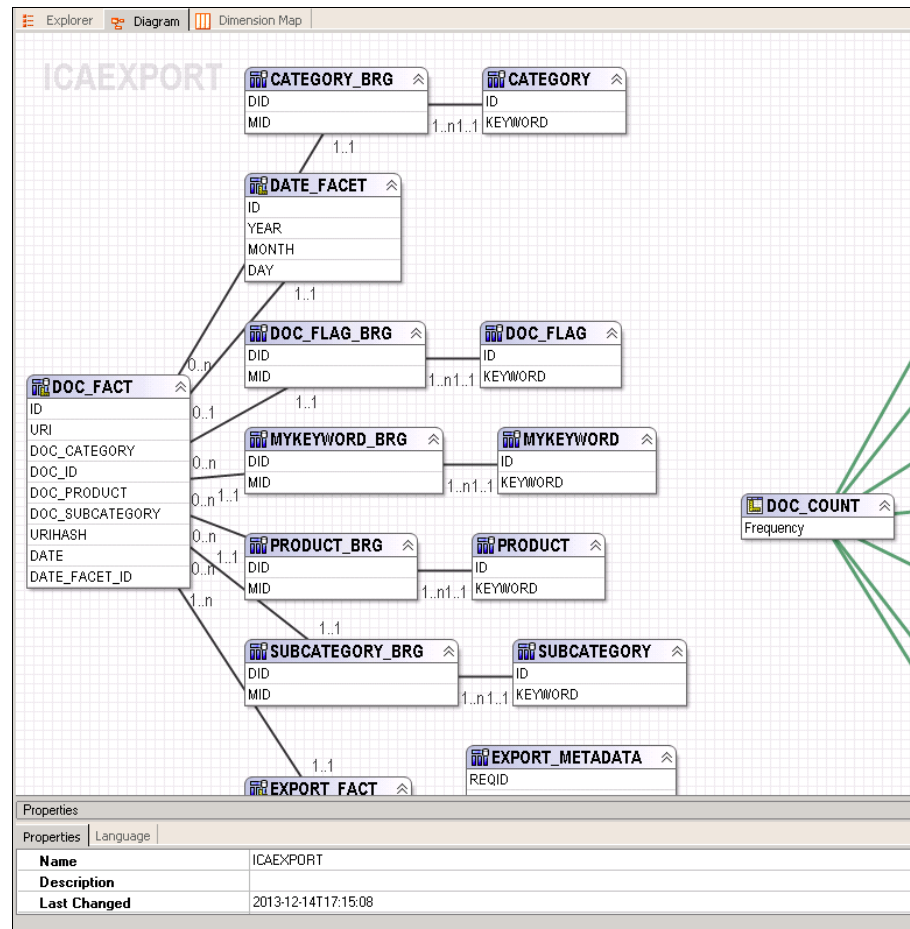 Explorer Diagram Dimension Map
ICAEXPORT
CATEGORY_BRG
DID
MID
CATEGORY
ID
KEYWORD
1..n 1..1
1..1
DATE_FACET
ID
YEAR
MONTH
DAY
1..1
DOC_FLAG_BRG
DID
MID
DOC_FLAG
ID
KEYWORD
1..n 1..1
1..1
DOC_FACT
ID
URI
DOC_CATEGORY
DOC_ID
DOC_PRODUCT
DOC_SUBCATEGORY
URIHASH
DATE
DATE_FACET_ID
0..n
0..1
0..n
0..n
0..n
0..n
1..n
MYKEYWORD_BRG
DID
MID
MYKEYWORD
ID
KEYWORD
1..n 1..1
1..1
PRODUCT_BRG
DID
MID
PRODUCT
ID
KEYWORD
1..n 1..1
1..1
SUBCATEGORY_BRG
DID
MID
SUBCATEGORY
ID
KEYWORD
1..n 1..1
1..1
DOC_COUNT
Frequency
EXPORT_METADATA
REQID
1..1
EXPORT_FACT
Properties
Properties Language
Name ICAEXPORT
Description
Last Changed 2013-12-14T17:15:08